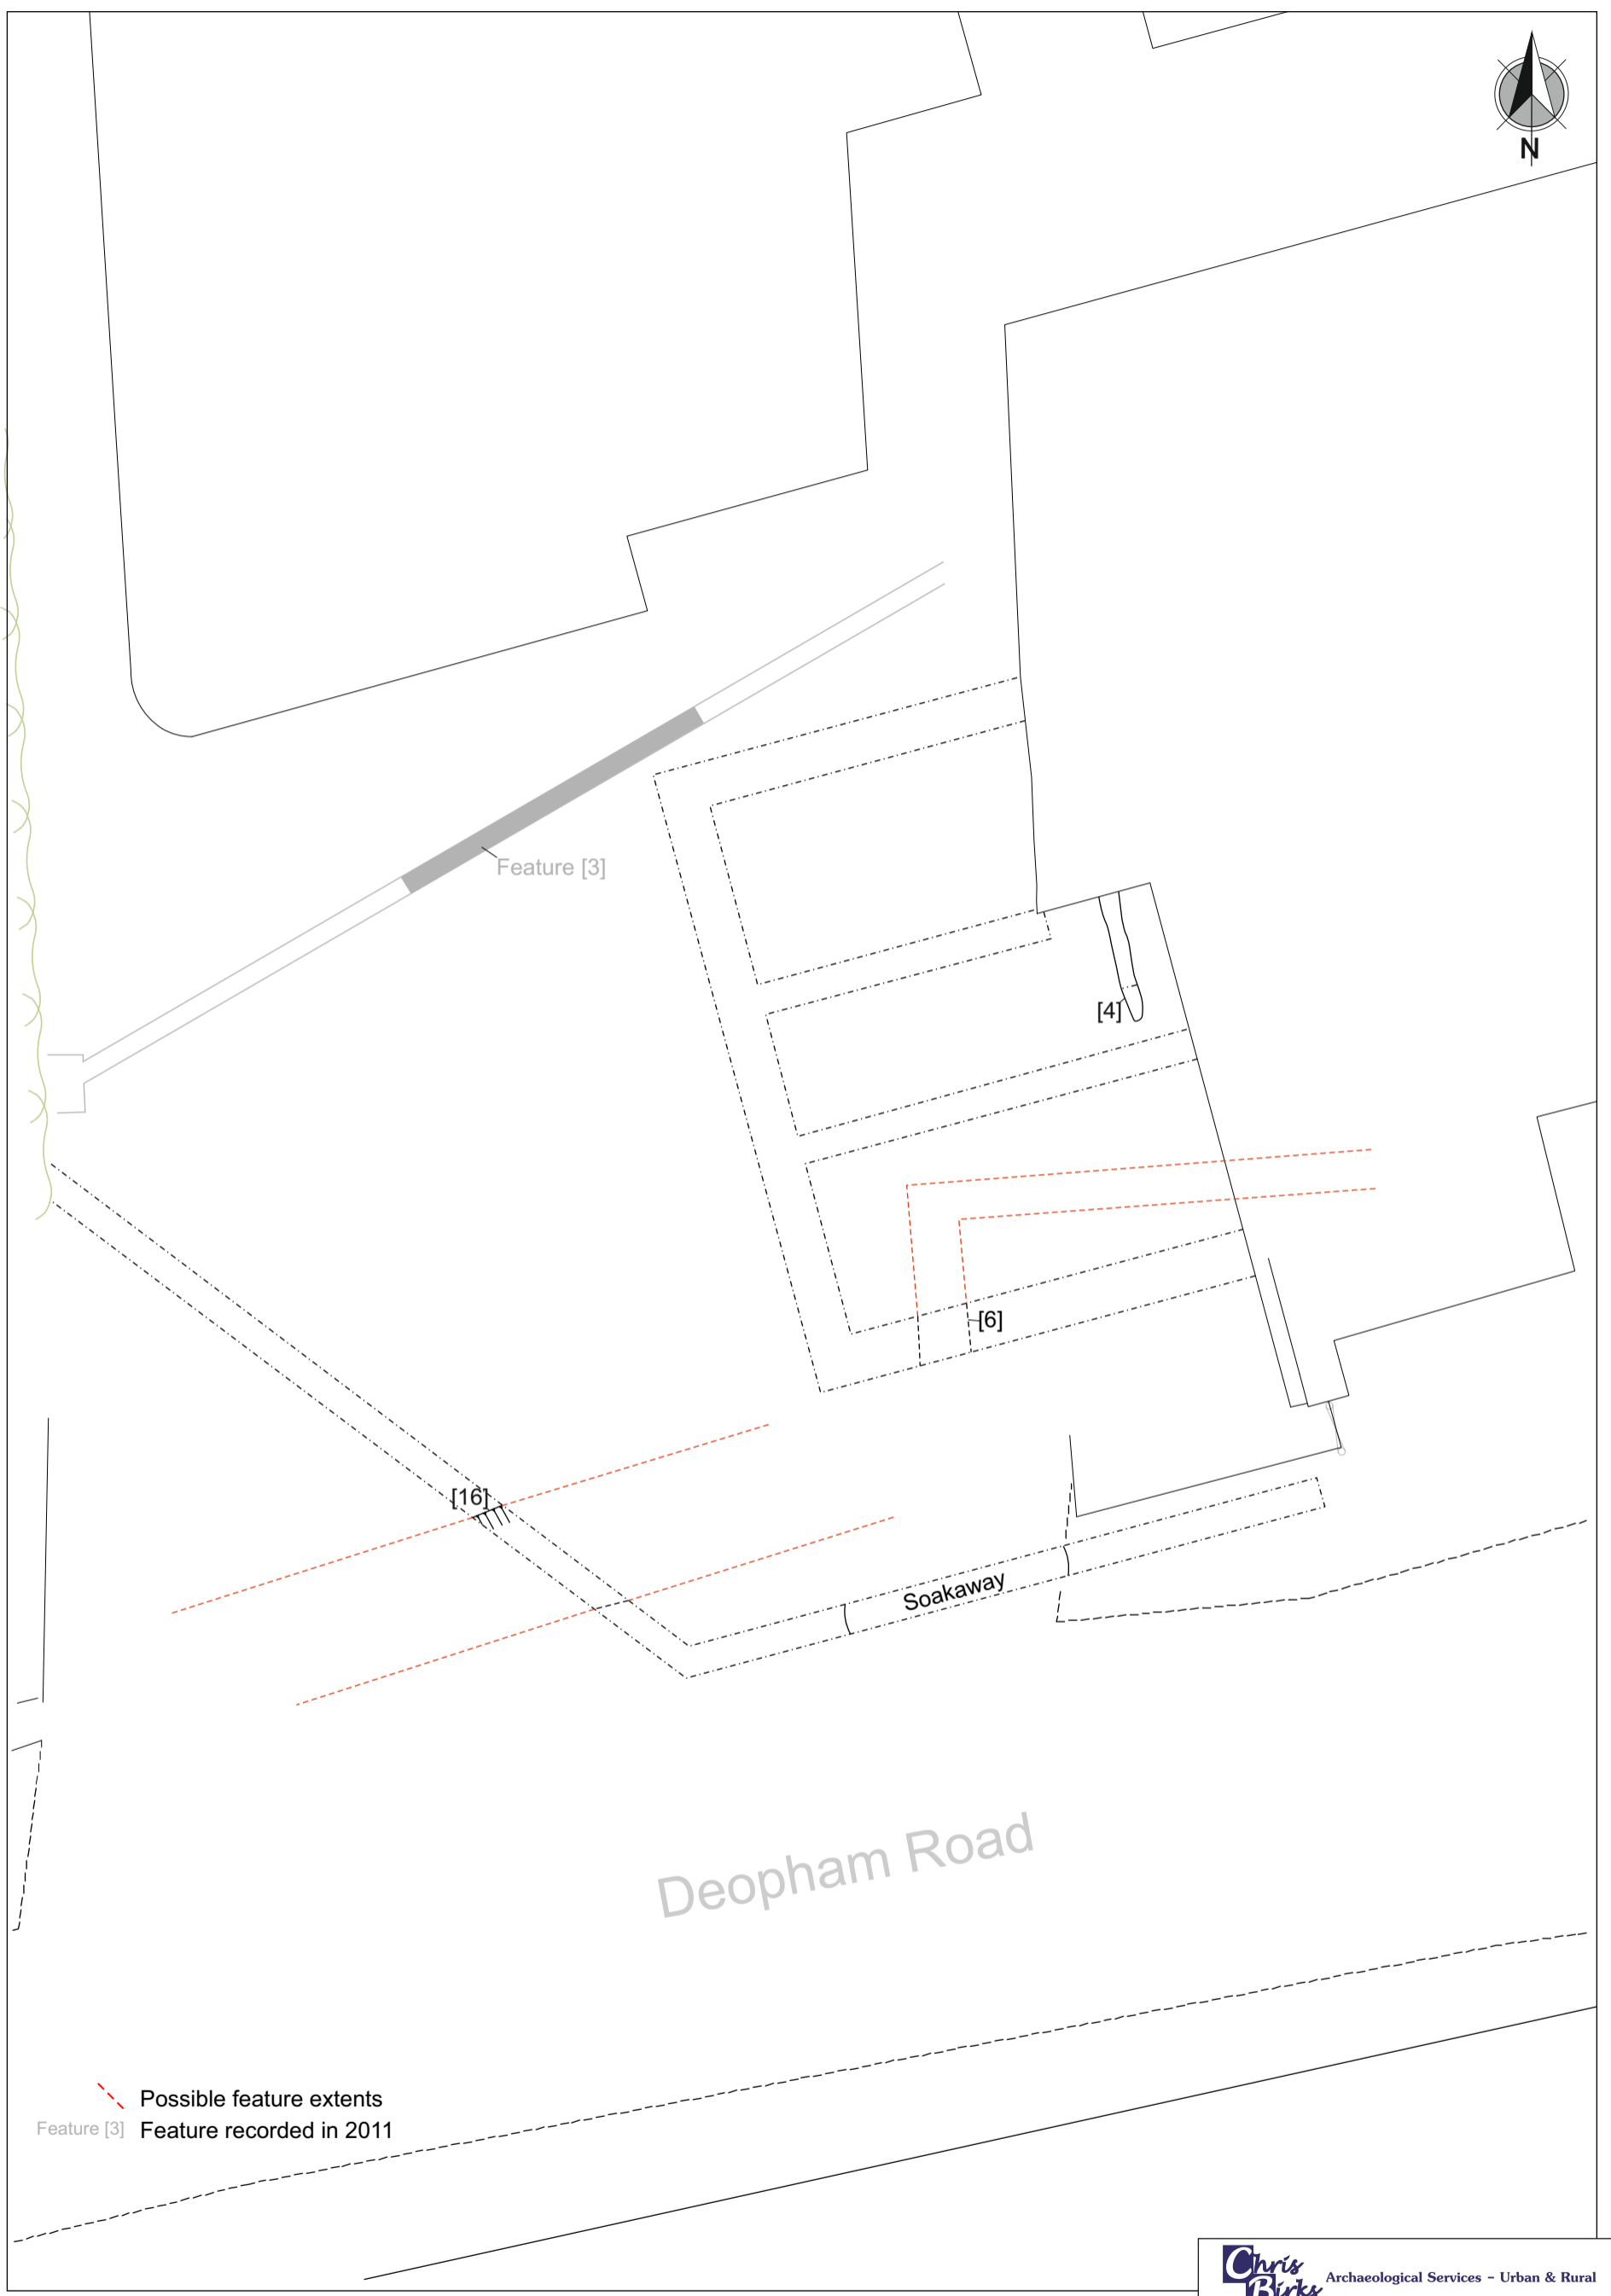 N
Feature [3]
[4]
[6]
[16]
Soakaway
Deopham Road
Possible feature extents
Feature [3] Feature recorded in 2011
Chris
Birks
Archaeological Services - Urban & Rural